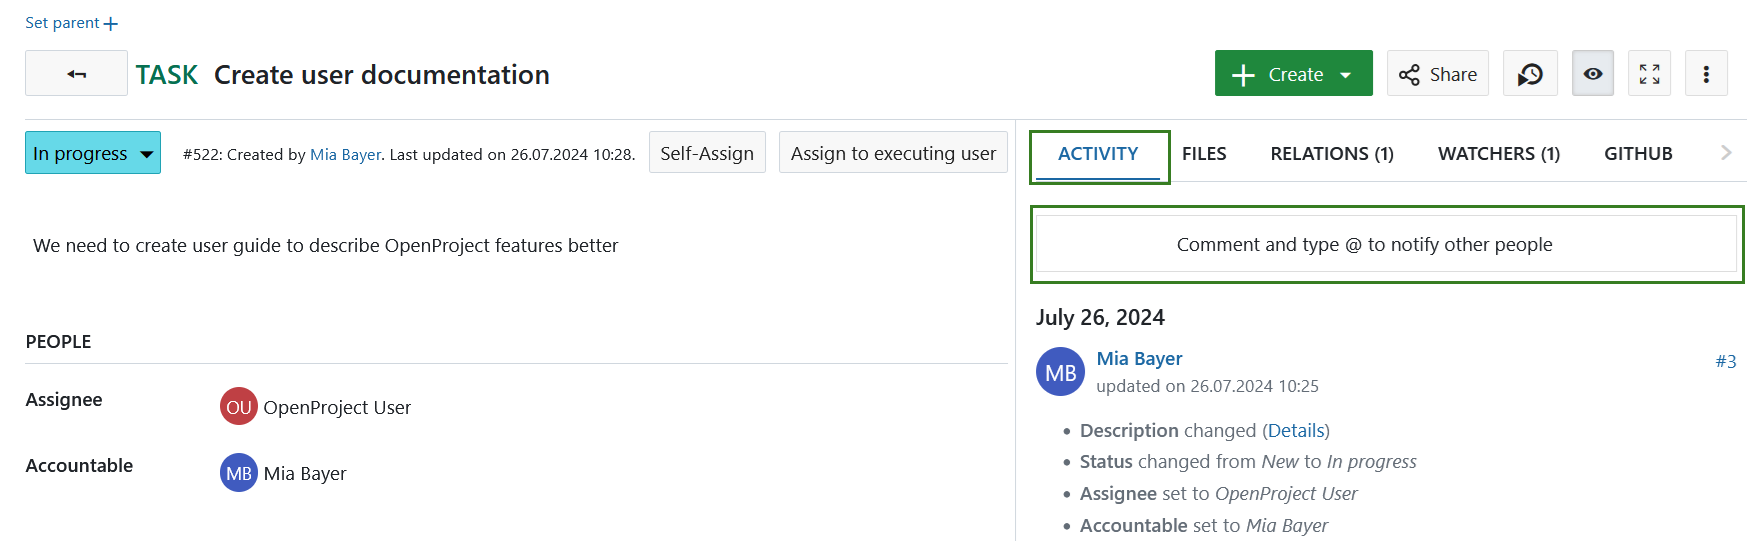 Set parent
TASK Create user documentation
Create
Share
In progress
#522: Created by Mia Bayer. Last updated on 26.07.2024 10:28.
Self-Assign
Assign to executing user
We need to create user guide to describe OpenProject features better
PEOPLE
Assignee
OU OpenProject User
Accountable
MB Mia Bayer
ACTIVITY
FILES
RELATIONS (1)
WATCHERS (1)
GITHUB
Comment and type @ to notify other people
July 26, 2024
MB
Mia Bayer
#3
updated on 26.07.2024 10:25
• Description changed (Details)
• Status changed from New to In progress
• Assignee set to OpenProject User
• Accountable set to Mia Bayer